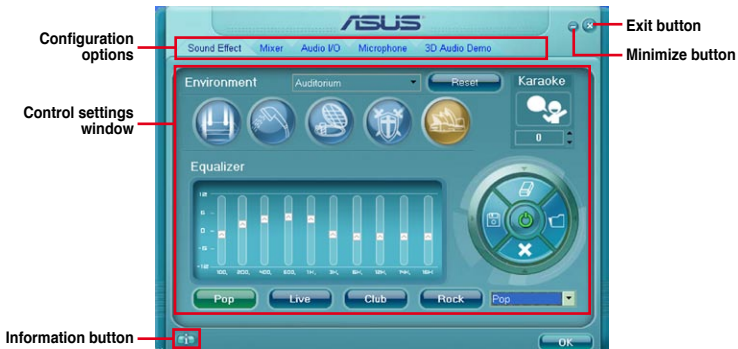 ASUS
Exit button
Configuration options
Sound Effect Mixer Audio I/O Microphone 3D Audio Demo
Minimize button
Environment Auditorium Reset Karaoke
Control settings window
0
Equalizer
Pop Live Club Rock Pop
Information button
OK